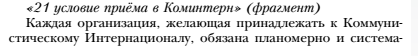 «21 условие приёма в Коминтерн» (фрагмент)
Каждая организация, желающая принадлежать к Коммуни-
стическому Интернационалу, обязана планомерно и система-